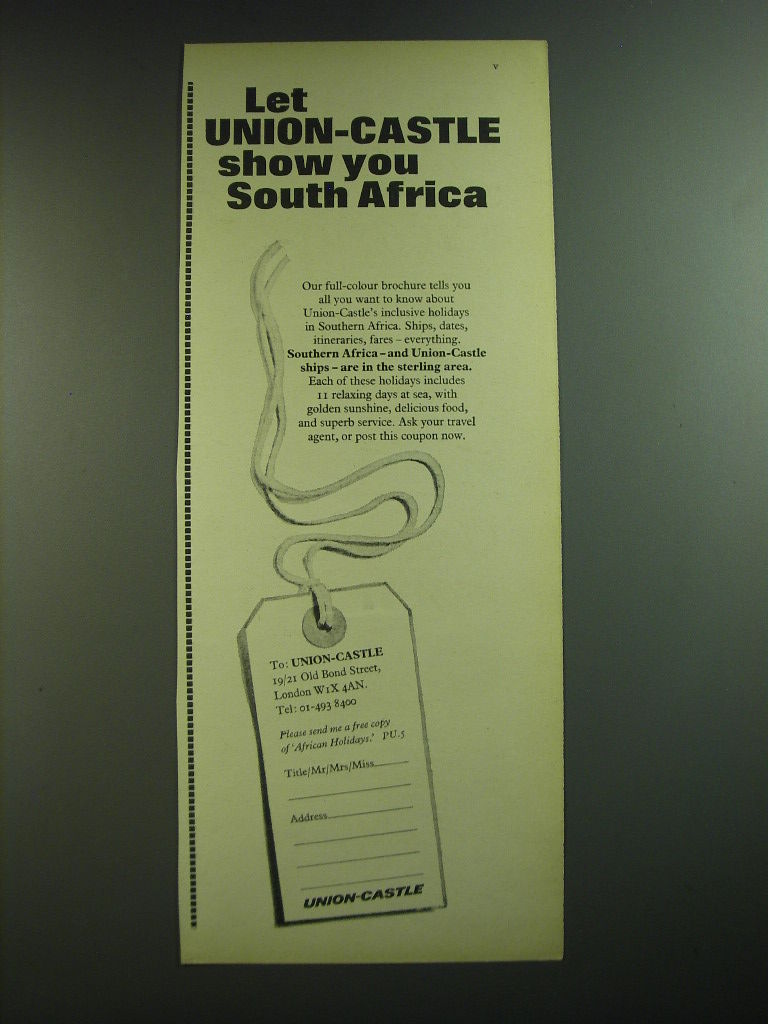 v
Let
UNION-CASTLE
show you
South Africa
Our full-colour brochure tells you
all you want to know about
Union-Castle's inclusive holidays
in Southern Africa. Ships, dates,
itineraries, fares – everything.
Southern Africa – and Union-Castle
ships – are in the sterling area.
Each of these holidays includes
11 relaxing days at sea, with
golden sunshine, delicious food,
and superb service. Ask your travel
agent, or post this coupon now.
To: UNION-CASTLE
19/21 Old Bond Street,
London W1X 4AN.
Tel: 01-493 8400
Please send me a free copy
of 'African Holidays.' PU.5
Title/Mr/Mrs/Miss
Address
UNION-CASTLE